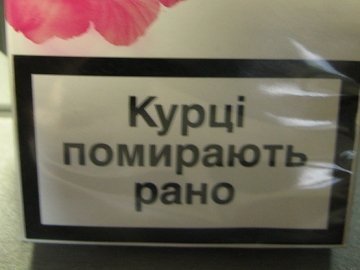 Курці
помирають
рано